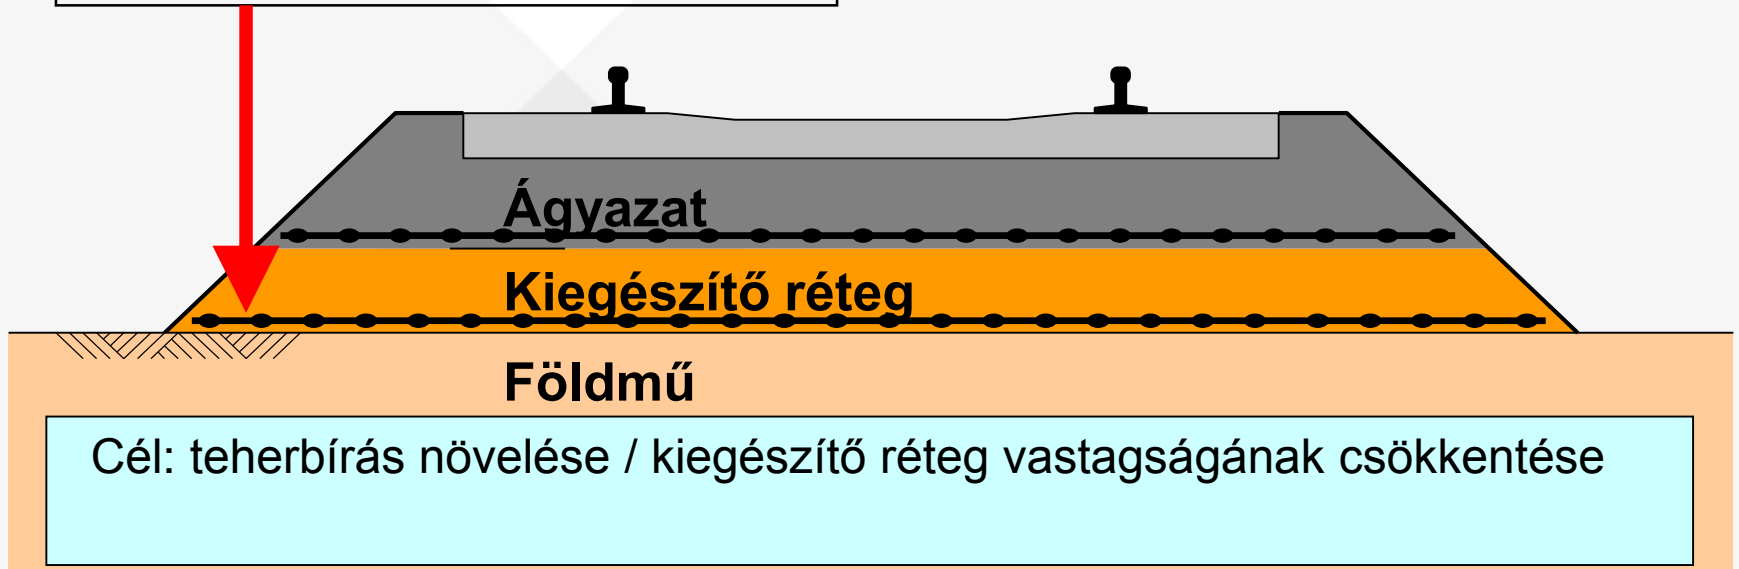 Ágyazat
Kiegészítő réteg
Földmű
Cél: teherbírás növelése / kiegészítő réteg vastagságának csökkentése